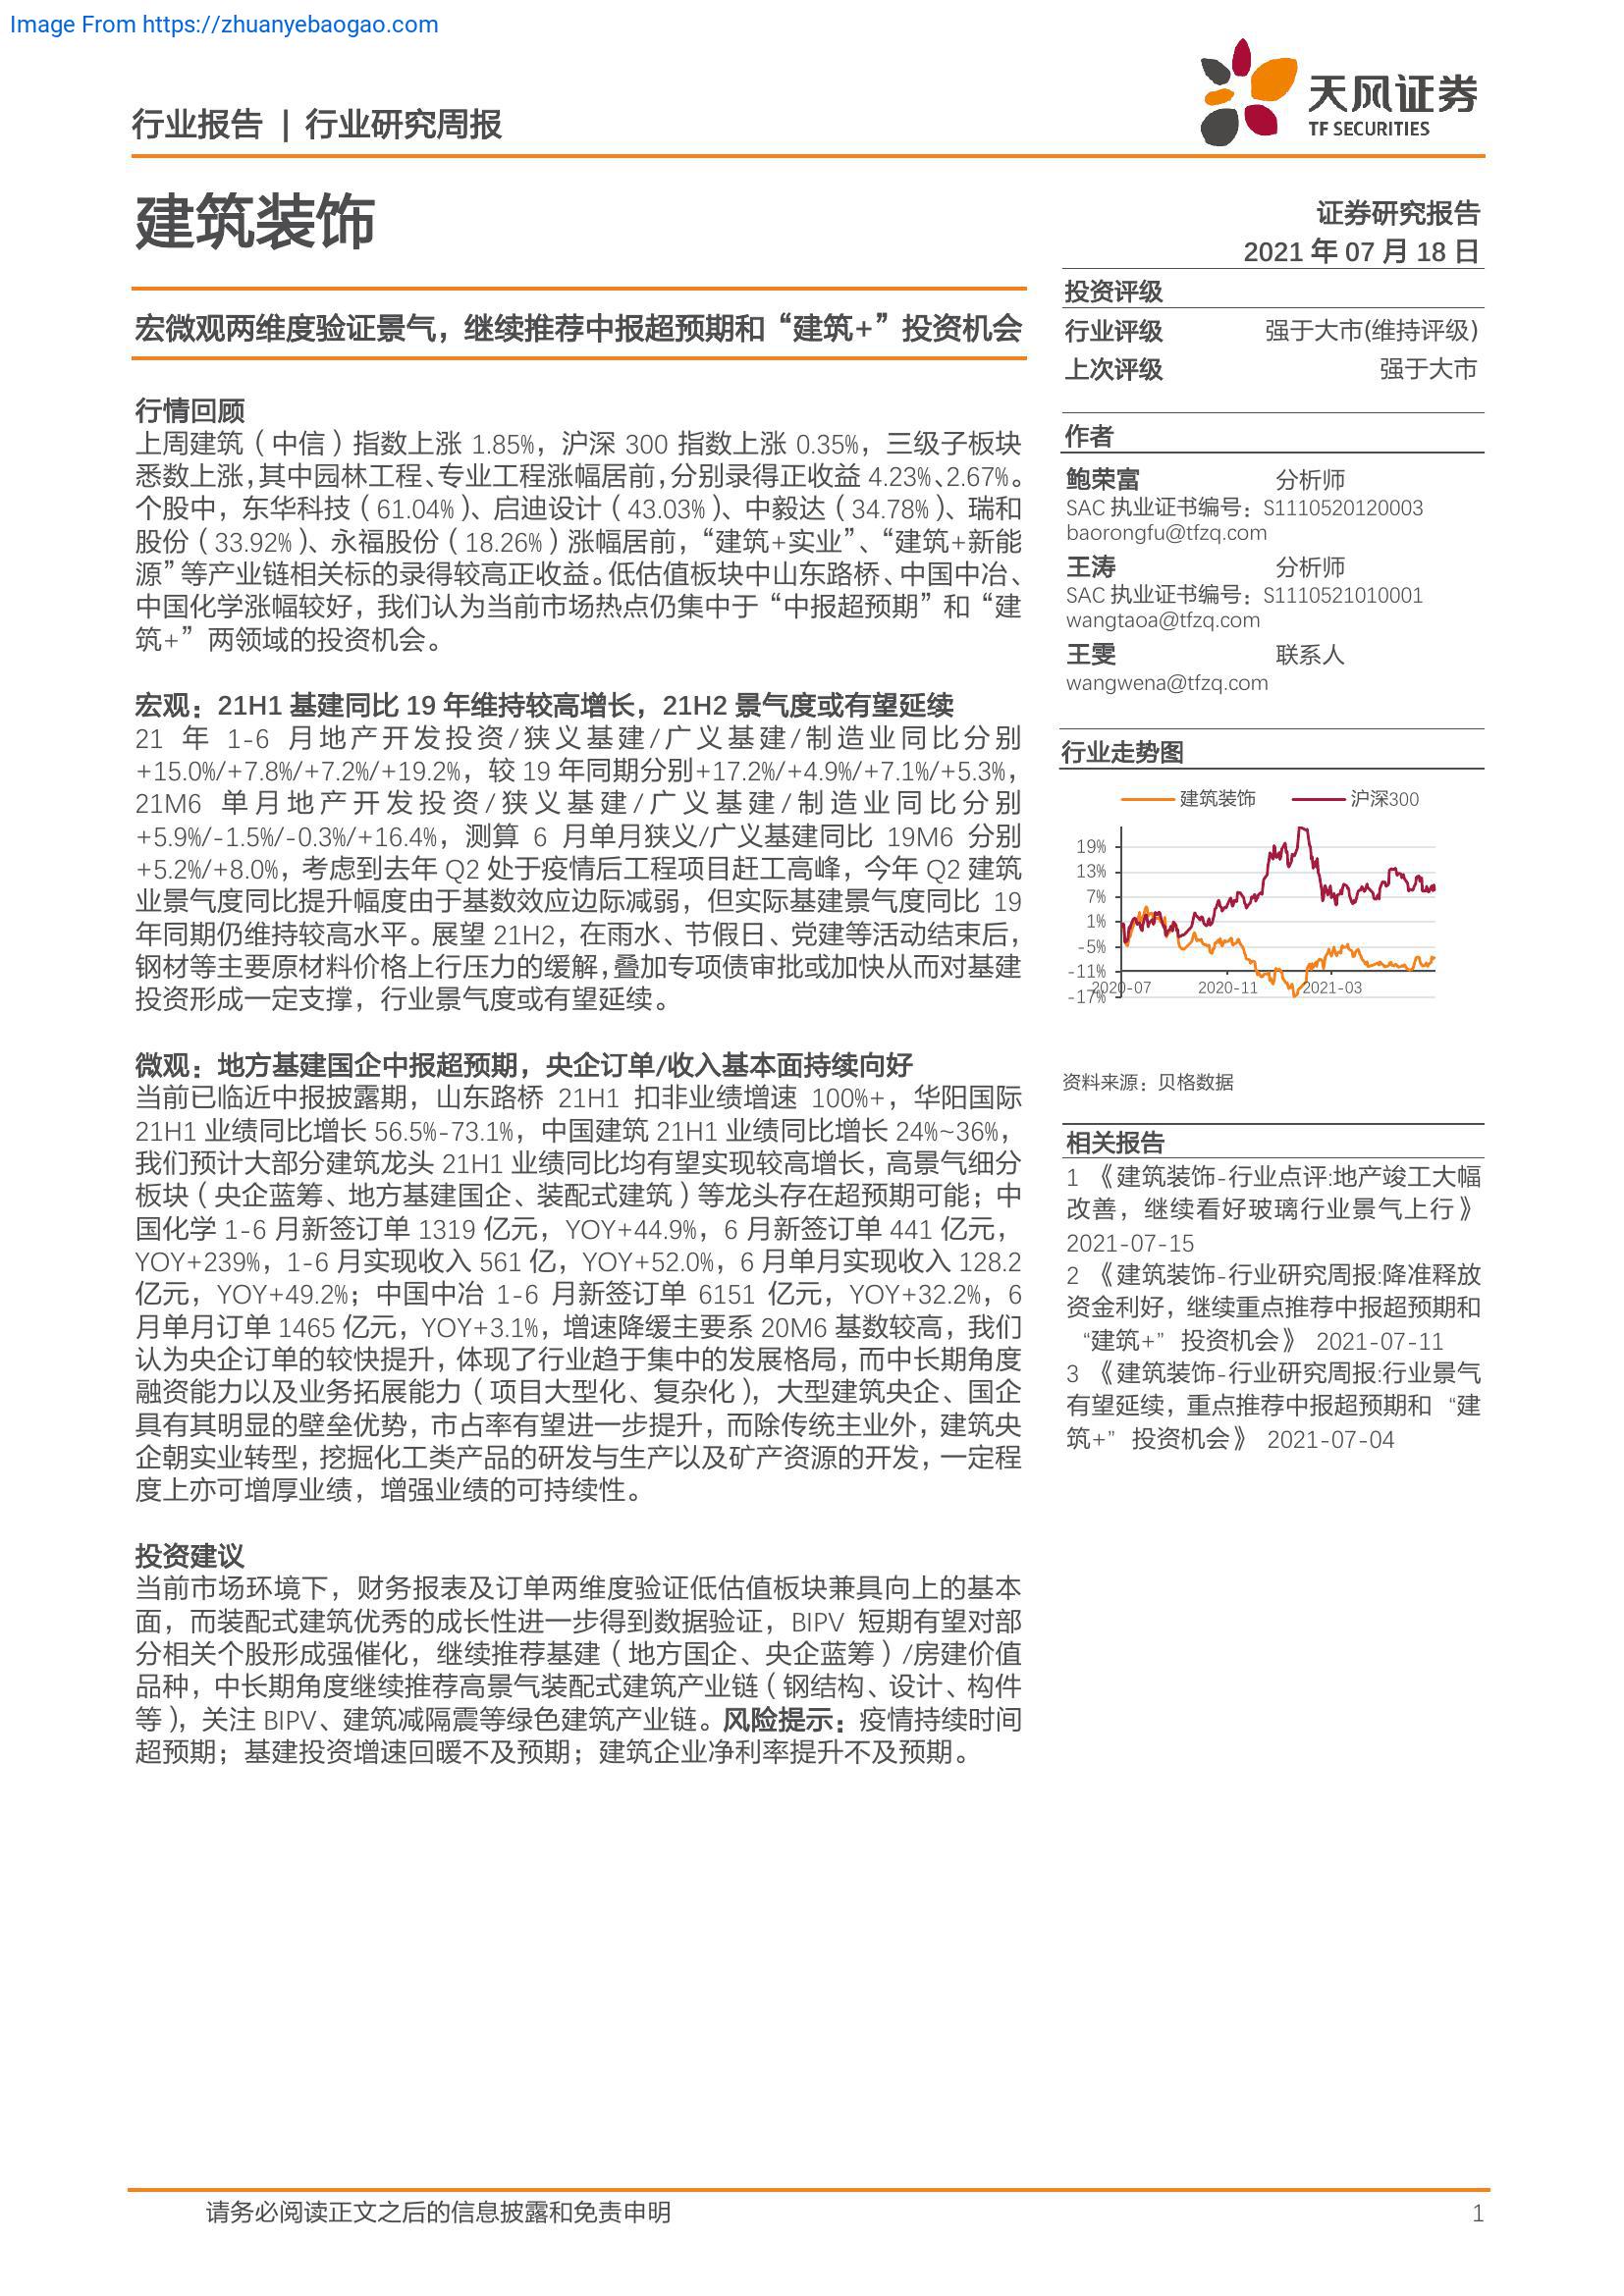 Image From https://zhuanyebaogao.com
行业报告 | 行业研究周报
天风证券
TF SECURITIES
建筑装饰
证券研究报告
2021 年 07 月 18 日
宏微观两维度验证景气，继续推荐中报超预期和“建筑+”投资机会
行情回顾
上周建筑（中信）指数上涨 1.85%，沪深 300 指数上涨 0.35%，三级子板块
悉数上涨，其中园林工程、专业工程涨幅居前，分别录得正收益 4.23%、2.67%。
个股中，东华科技（61.04%）、启迪设计（43.03%）、中毅达（34.78%）、瑞和
股份（33.92%）、永福股份（18.26%）涨幅居前，“建筑+实业”、“建筑+新能
源”等产业链相关标的录得较高正收益。低估值板块中山东路桥、中国中冶、
中国化学涨幅较好，我们认为当前市场热点仍集中于“中报超预期”和“建
筑+”两领域的投资机会。
宏观：21H1 基建同比 19 年维持较高增长，21H2 景气度或有望延续
21 年 1-6 月地产开发投资/狭义基建/广义基建/制造业同比分别
+15.0%/+7.8%/+7.2%/+19.2%，较 19 年同期分别+17.2%/+4.9%/+7.1%/+5.3%，
21M6 单月地产开发投资/狭义基建/广义基建/制造业同比分别
+5.9%/-1.5%/-0.3%/+16.4%，测算 6 月单月狭义/广义基建同比 19M6 分别
+5.2%/+8.0%，考虑到去年 Q2 处于疫情后工程项目赶工高峰，今年 Q2 建筑
业景气度同比提升幅度由于基数效应边际减弱，但实际基建景气度同比 19
年同期仍维持较高水平。展望 21H2，在雨水、节假日、党建等活动结束后，
钢材等主要原材料价格上行压力的缓解，叠加专项债审批或加快从而对基建
投资形成一定支撑，行业景气度或有望延续。
微观：地方基建国企中报超预期，央企订单/收入基本面持续向好
当前已临近中报披露期，山东路桥 21H1 扣非业绩增速 100%+，华阳国际
21H1 业绩同比增长 56.5%-73.1%，中国建筑 21H1 业绩同比增长 24%~36%，
我们预计大部分建筑龙头 21H1 业绩同比均有望实现较高增长，高景气细分
板块（央企蓝筹、地方基建国企、装配式建筑）等龙头存在超预期可能；中
国化学 1-6 月新签订单 1319 亿元，YOY+44.9%，6 月新签订单 441 亿元，
YOY+239%，1-6 月实现收入 561 亿，YOY+52.0%，6 月单月实现收入 128.2
亿元，YOY+49.2%；中国中冶 1-6 月新签订单 6151 亿元，YOY+32.2%，6
月单月订单 1465 亿元，YOY+3.1%，增速降缓主要系 20M6 基数较高，我们
认为央企订单的较快提升，体现了行业趋于集中的发展格局，而中长期角度
融资能力以及业务拓展能力（项目大型化、复杂化），大型建筑央企、国企
具有其明显的壁垒优势，市占率有望进一步提升，而除传统主业外，建筑央
企朝实业转型，挖掘化工类产品的研发与生产以及矿产资源的开发，一定程
度上亦可增厚业绩，增强业绩的可持续性。
投资建议
当前市场环境下，财务报表及订单两维度验证低估值板块兼具向上的基本
面，而装配式建筑优秀的成长性进一步得到数据验证，BIPV 短期有望对部
分相关个股形成强催化，继续推荐基建（地方国企、央企蓝筹）/房建价值
品种，中长期角度继续推荐高景气装配式建筑产业链（钢结构、设计、构件
等），关注 BIPV、建筑减隔震等绿色建筑产业链。风险提示：疫情持续时间
超预期；基建投资增速回暖不及预期；建筑企业净利率提升不及预期。
投资评级
行业评级 强于大市(维持评级)
上次评级 强于大市
作者
鲍荣富 分析师
SAC 执业证书编号：S1110520120003
baorongfu@tfzq.com
王涛 分析师
SAC 执业证书编号：S1110521010001
wangtaoa@tfzq.com
王雯 联系人
wangwena@tfzq.com
行业走势图
建筑装饰 沪深300
19%
13%
7%
1%
-5%
-11%
-17%
2020-07 2020-11 2021-03
资料来源：贝格数据
相关报告
1 《建筑装饰-行业点评:地产竣工大幅
改善，继续看好玻璃行业景气上行》
2021-07-15
2 《建筑装饰-行业研究周报:降准释放
资金利好，继续重点推荐中报超预期和
“建筑+”投资机会》 2021-07-11
3 《建筑装饰-行业研究周报:行业景气
有望延续，重点推荐中报超预期和 “建
筑+”投资机会》 2021-07-04
请务必阅读正文之后的信息披露和免责申明 1